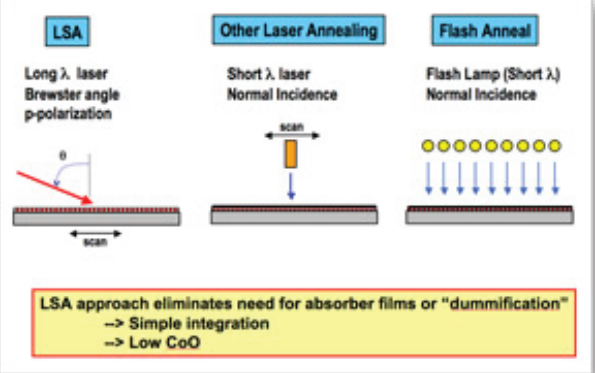 LSA
Long λ laser
Brewster angle
p-polarization
θ
scan
Other Laser Annealing
Short λ laser
Normal Incidence
scan
Flash Anneal
Flash Lamp (Short λ)
Normal Incidence
LSA approach eliminates need for absorber films or “dummification”
--> Simple integration
--> Low CoO